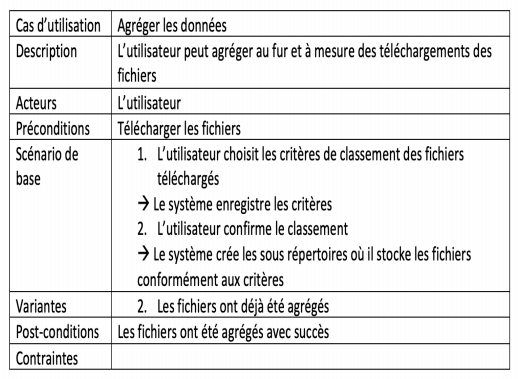 Cas d'utilisation Agréger les données
Description L'utilisateur peut agréger au fur et à mesure des téléchargements des
fichiers
Acteurs L'utilisateur
Préconditions Télécharger les fichiers
Scénario de 1. L'utilisateur choisit les critères de classement des fichiers
base téléchargés
→ Le système enregistre les critères
2. L'utilisateur confirme le classement
→ Le système crée les sous répertoires où il stocke les fichiers
conformément aux critères
Variantes 2. Les fichiers ont déjà été agrégés
Post-conditions Les fichiers ont été agrégés avec succès
Contraintes